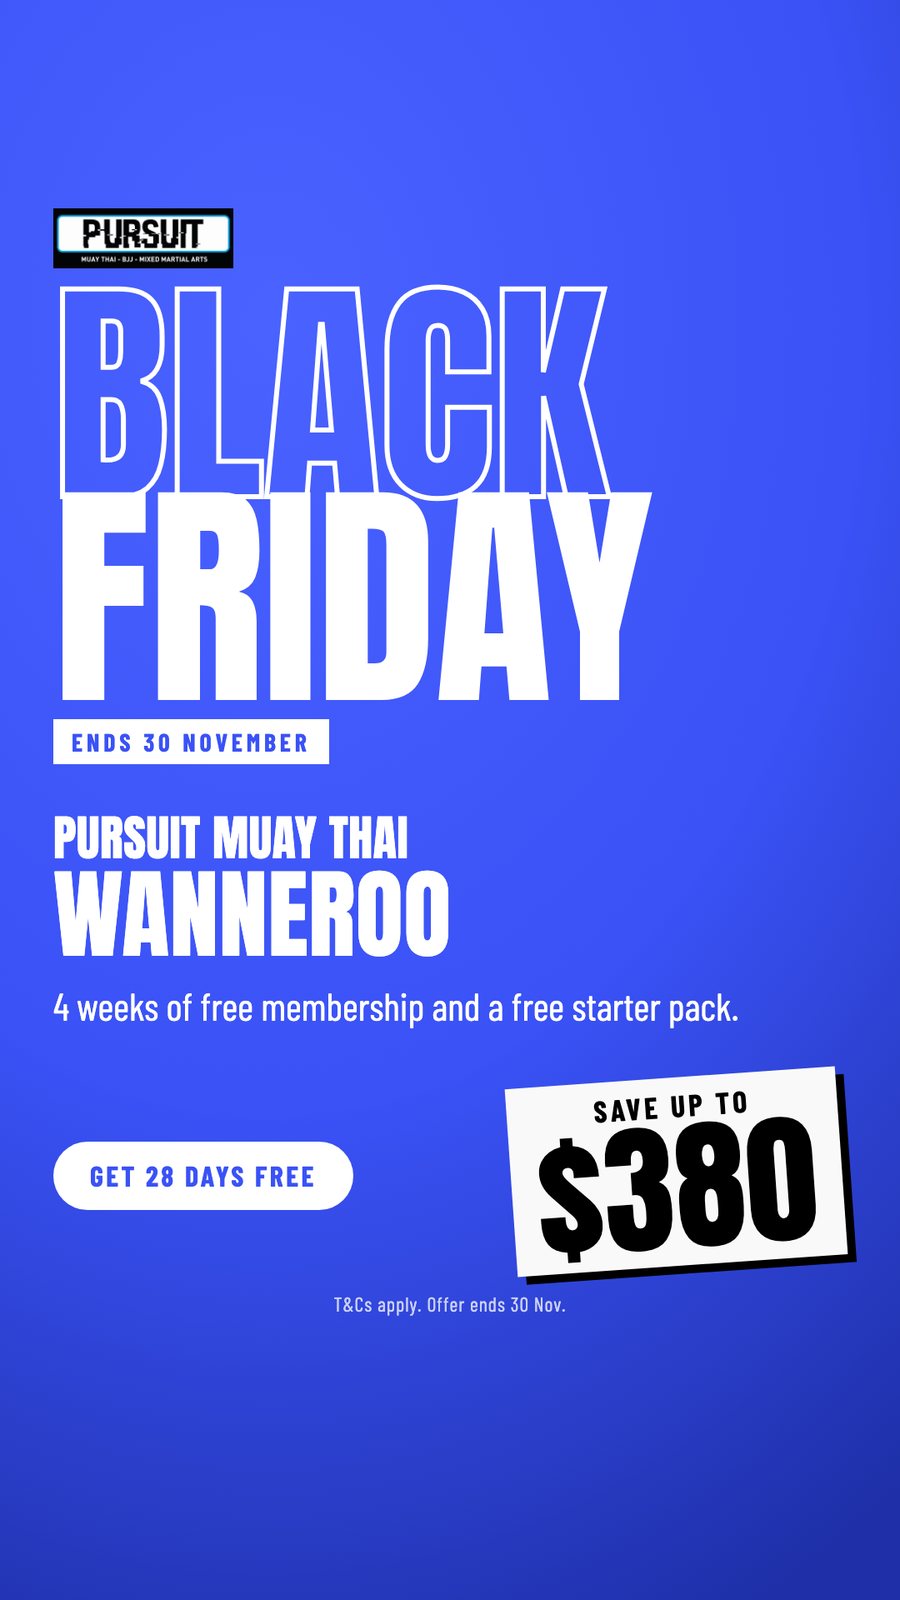 PURSUIT
MUAY THAI - BJJ - MIXED MARTIAL ARTS
BLACK
FRIDAY
ENDS 30 NOVEMBER
PURSUIT MUAY THAI
WANNEROO
4 weeks of free membership and a free starter pack.
SAVE UP TO
$380
GET 28 DAYS FREE
T&Cs apply. Offer ends 30 Nov.